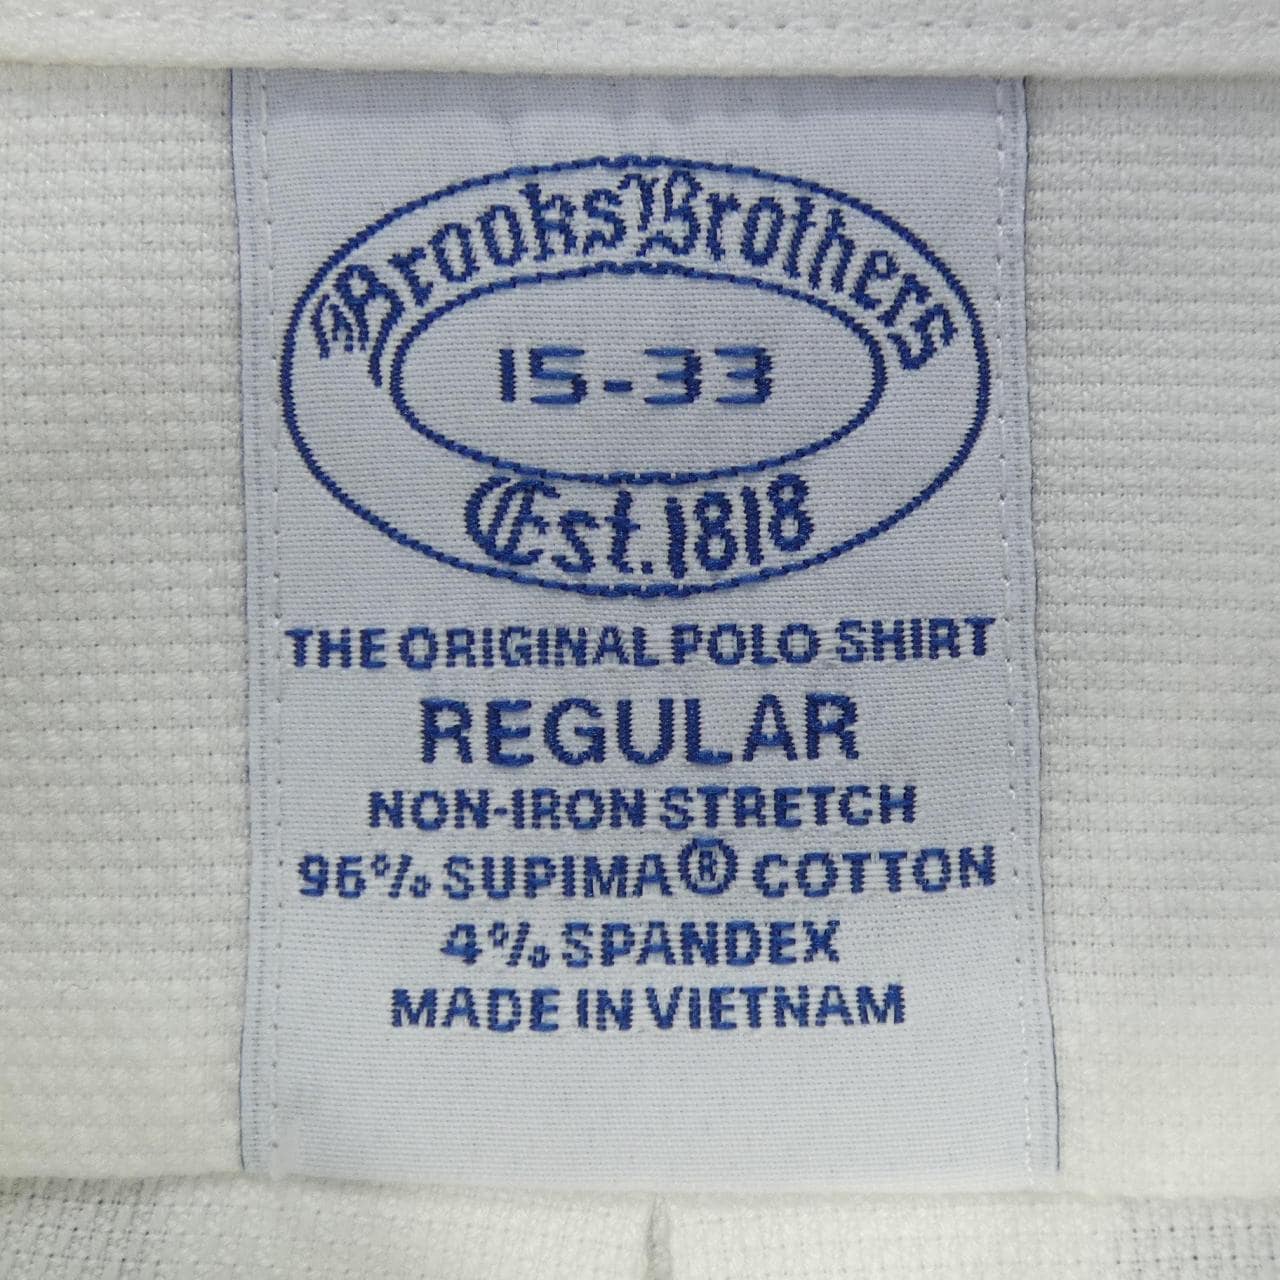 Brooks Brothers
15-33
Est. 1818
THE ORIGINAL POLO SHIRT
REGULAR
NON-IRON STRETCH
96% SUPIMA® COTTON
4% SPANDEX
MADE IN VIETNAM